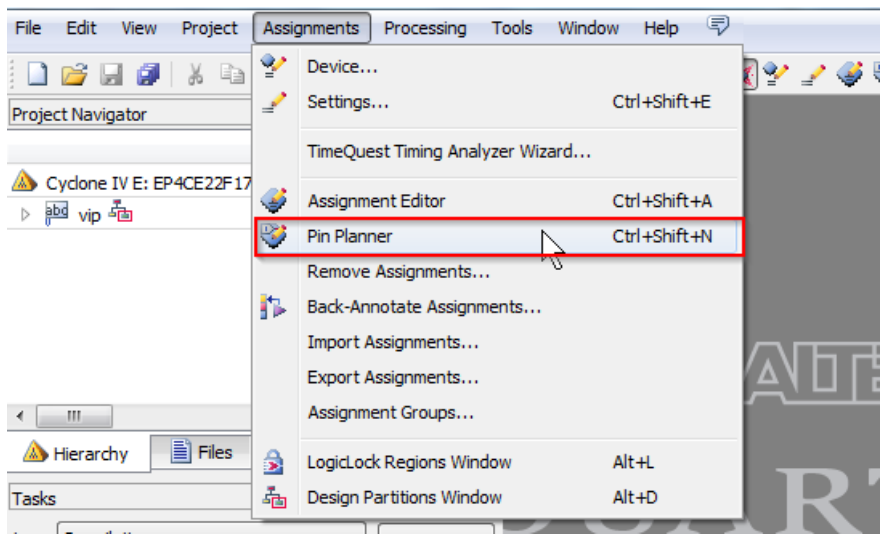 File Edit View Project Assignments Processing Tools Window Help
Project Navigator
Cyclone IV E: EP4CE22F17
abd vip
Hierarchy Files
Tasks
Device...
Settings... Ctrl+Shift+E
TimeQuest Timing Analyzer Wizard...
Assignment Editor Ctrl+Shift+A
Pin Planner Ctrl+Shift+N
Remove Assignments...
Back-Annotate Assignments...
Import Assignments...
Export Assignments...
Assignment Groups...
LogicLock Regions Window Alt+L
Design Partitions Window Alt+D